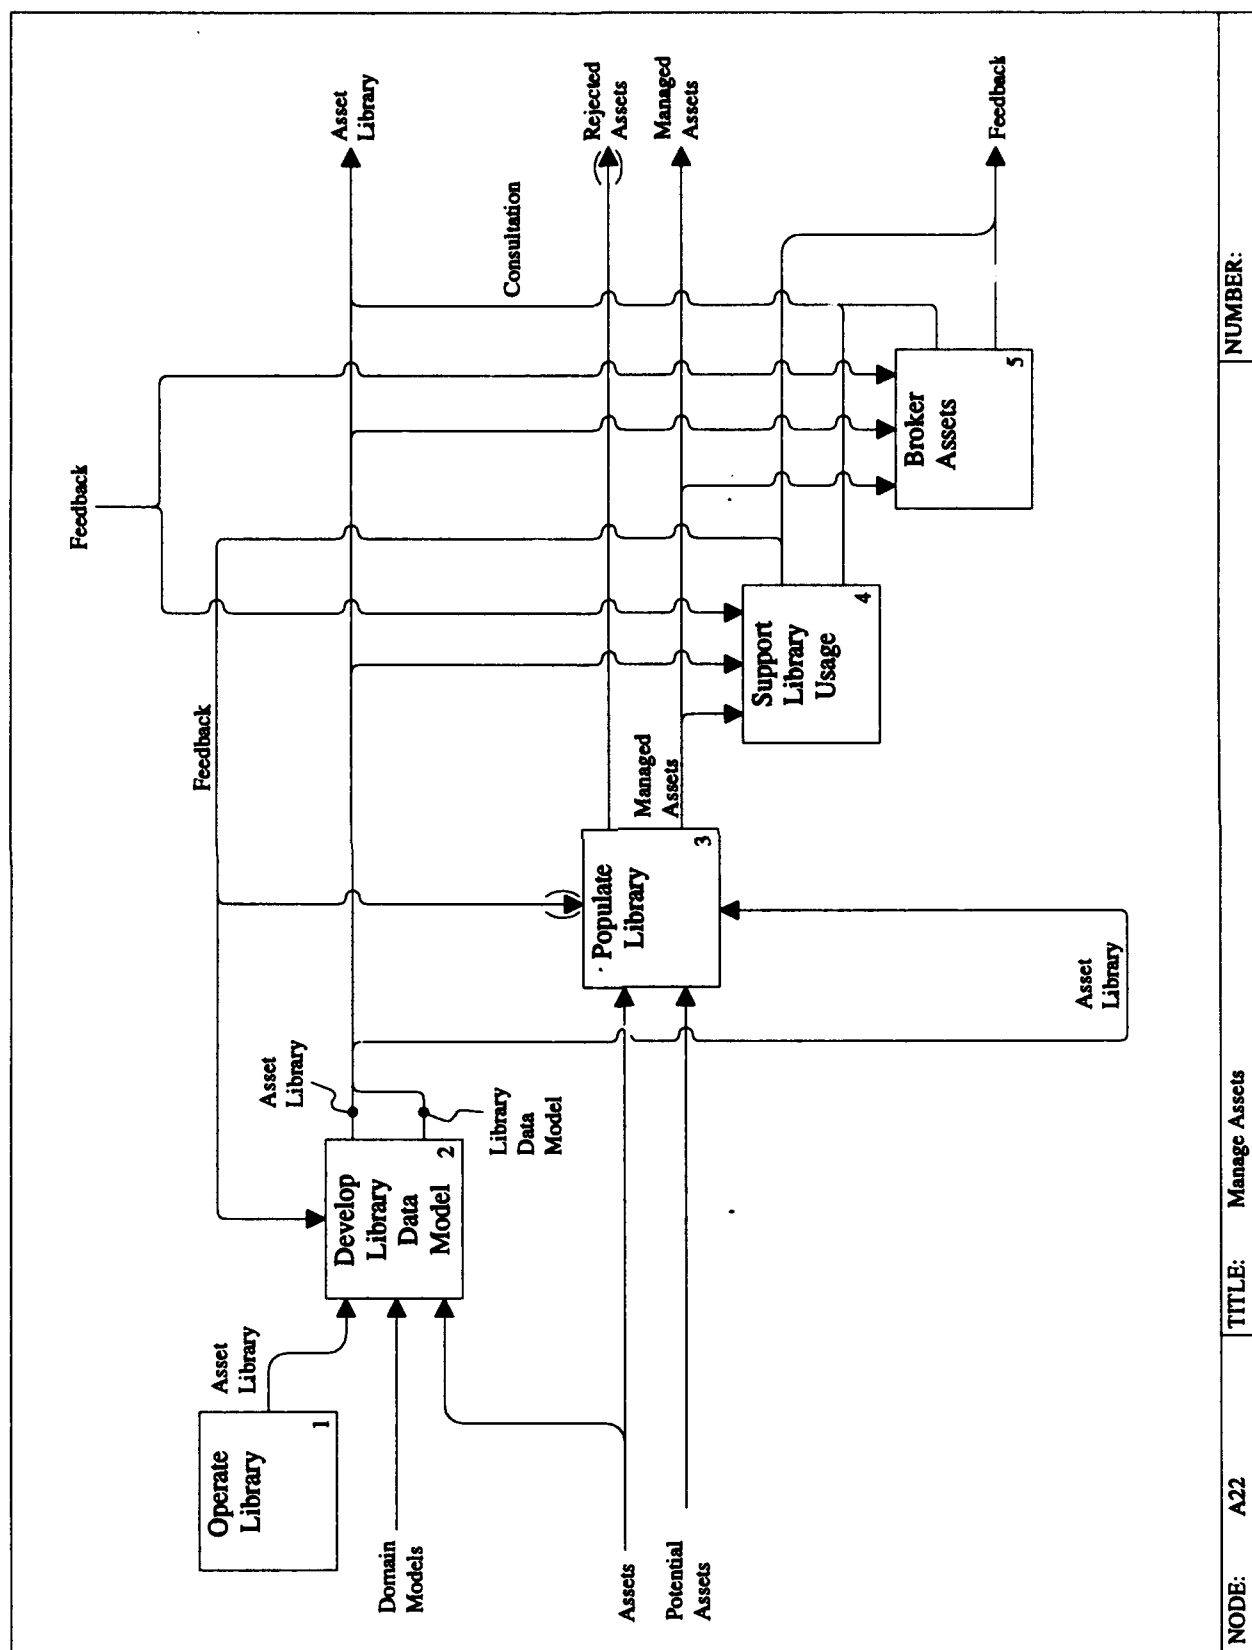 Feedback
Asset
Library
Rejected
Assets
Managed
Assets
Feedback
Consultation
Feedback
Operate
Library
1
Asset
Library
Develop
Library
Data
Model
2
Asset
Library
Library
Data
Model
Populate
Library
3
Managed
Assets
Support
Library
Usage
4
Broker
Assets
5
Domain
Models
Assets
Potential
Assets
Asset
Library
NODE: A22
TITLE: Manage Assets
NUMBER: